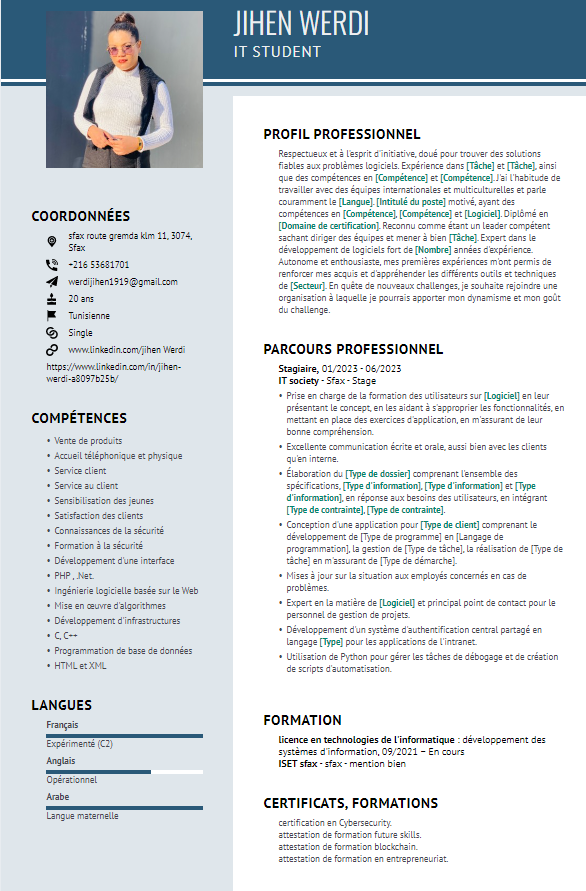 JIHEN WERDI
IT STUDENT
COORDONNÉES
sfax route gremda klm 11, 3074,
Sfax
+216 53681701
werdijihen1919@gmail.com
20 ans
Tunisienne
Single
www.linkedin.com/jihen Werdi
https://www.linkedin.com/in/jihen-
werdi-a8097b25b/
COMPÉTENCES
• Vente de produits
• Accueil téléphonique et physique
• Service client
• Service au client
• Sensibilisation des jeunes
• Satisfaction des clients
• Connaissances de la sécurité
• Formation à la sécurité
• Développement d'une interface
• PHP , .Net.
• Ingénierie logicielle basée sur le Web
• Mise en œuvre d'algorithmes
• Développement d'infrastructures
• C, C++
• Programmation de base de données
• HTML et XML
LANGUES
Français
Expérimenté (C2)
Anglais
Opérationnel
Arabe
Langue maternelle
PROFIL PROFESSIONNEL
Respectueux et à l'esprit d'initiative, doué pour trouver des solutions
fiables aux problèmes logiciels. Expérience dans [Tâche] et [Tâche], ainsi
que des compétences en [Compétence] et [Compétence]. J'ai l'habitude de
travailler avec des équipes internationales et multiculturelles et parle
couramment le [Langue]. [Intitulé du poste] motivé, ayant des
compétences en [Compétence], [Compétence] et [Logiciel]. Diplômé en
[Domaine de certification]. Reconnu comme étant un leader compétent
sachant diriger des équipes et mener à bien [Tâche]. Expert dans le
développement de logiciels fort de [Nombre] années d'expérience.
Autonome et enthousiaste, mes premières expériences m'ont permis de
renforcer mes acquis et d'appréhender les différents outils et techniques
de [Secteur]. En quête de nouveaux challenges, je souhaite rejoindre une
organisation à laquelle je pourrais apporter mon dynamisme et mon goût
du challenge.
PARCOURS PROFESSIONNEL
Stagiaire, 01/2023 - 06/2023
IT society - Sfax - Stage
• Prise en charge de la formation des utilisateurs sur [Logiciel] en leur
présentant le concept, en les aidant à s'approprier les fonctionnalités, en
mettant en place des exercices d'application, en m'assurant de leur
bonne compréhension.
• Excellente communication écrite et orale, aussi bien avec les clients
qu'en interne.
• Élaboration du [Type de dossier] comprenant l'ensemble des
spécifications, [Type d'information], [Type d'information] et [Type
d'information], en réponse aux besoins des utilisateurs, en intégrant
[Type de contrainte], [Type de contrainte].
• Conception d'une application pour [Type de client] comprenant le
développement de [Type de programme] en [Langage de
programmation], la gestion de [Type de tâche], la réalisation de [Type de
tâche] en m'assurant de [Type de démarche].
• Mises à jour sur la situation aux employés concernés en cas de
problèmes.
• Expert en la matière de [Logiciel] et principal point de contact pour le
personnel de gestion de projets.
• Développement d'un système d'authentification central partagé en
langage [Type] pour les applications de l'intranet.
• Utilisation de Python pour gérer les tâches de débogage et de création
de scripts d'automatisation.
FORMATION
licence en technologies de l'informatique : développement des
systèmes d'information, 09/2021 – En cours
ISET sfax - sfax - mention bien
CERTIFICATS, FORMATIONS
certification en Cybersecurity.
attestation de formation future skills.
attestation de formation blockchain.
attestation de formation en entrepreneuriat.